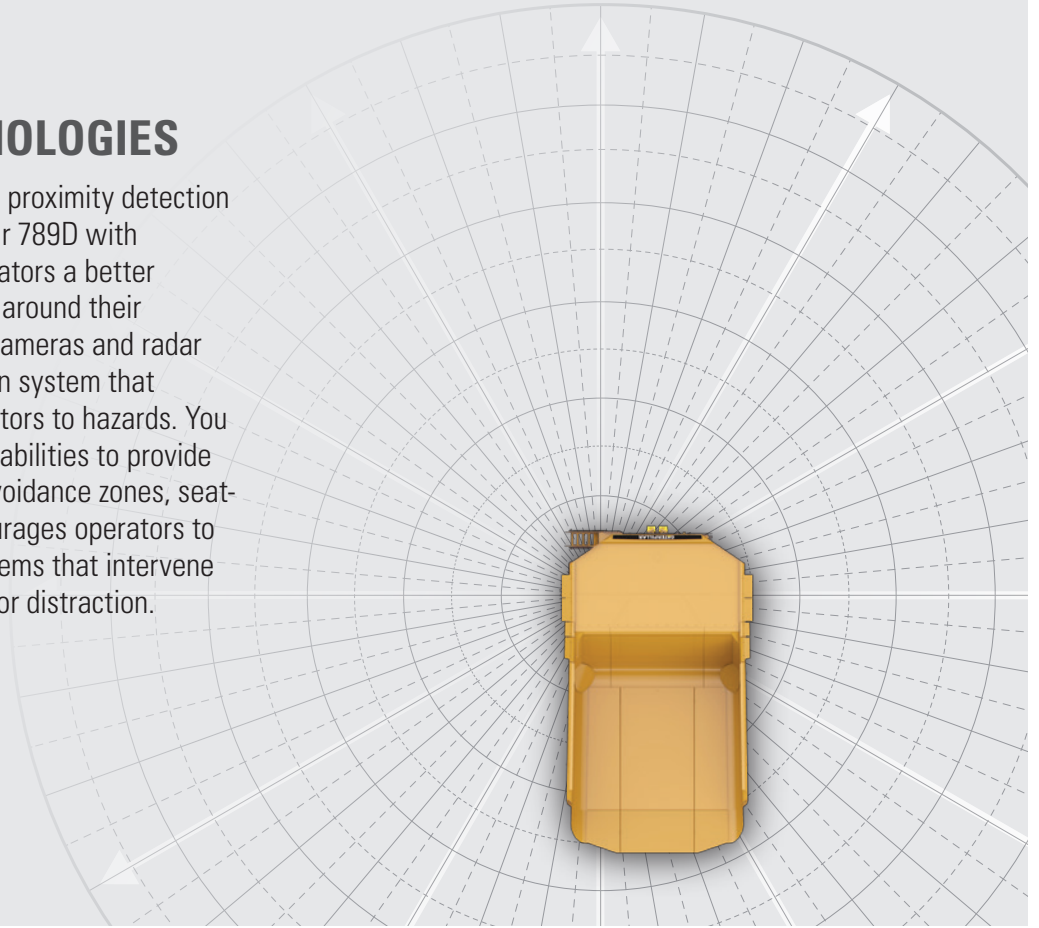 NOLOGIES
proximity detection
r 789D with
ators a better
around their
ameras and radar
n system that
tors to hazards. You
abilities to provide
voidance zones, seat-
urages operators to
ems that intervene
or distraction.